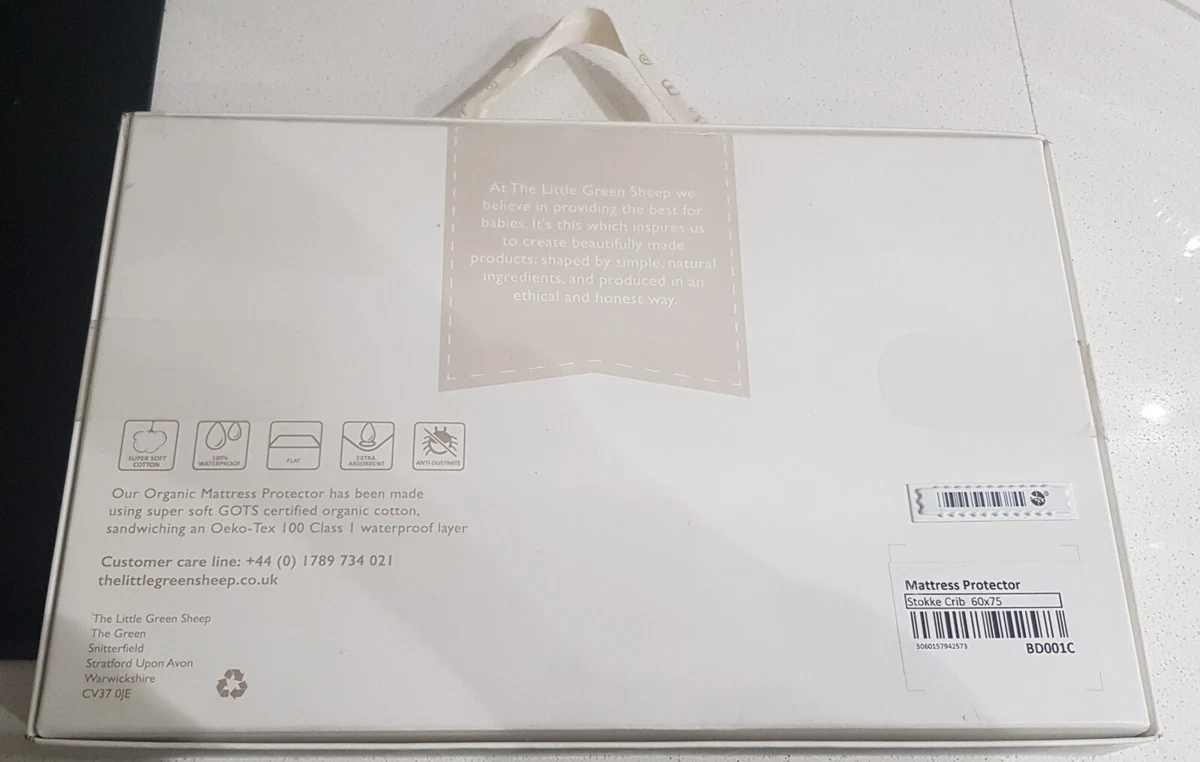 At The Little Green Sheep we
believe in providing the best for
babies. It's this which inspires us
to create beautifully made
products; shaped by simple, natural
ingredients, and produced in an
ethical and honest way.
SUPER SOFT
COTTON
100%
WATERPROOF
FLAT
EXTRA
ABSORBENT
ANTI-DUSTMITE
Our Organic Mattress Protector has been made
using super soft GOTS certified organic cotton,
sandwiching an Oeko-Tex 100 Class 1 waterproof layer
Customer care line: +44 (0) 1789 734 021
thelittlegreensheep.co.uk
The Little Green Sheep
The Green
Snitterfield
Stratford Upon Avon
Warwickshire
CV37 0JE
Mattress Protector
Stokke Crib 60x75
5060157942573
BD001C